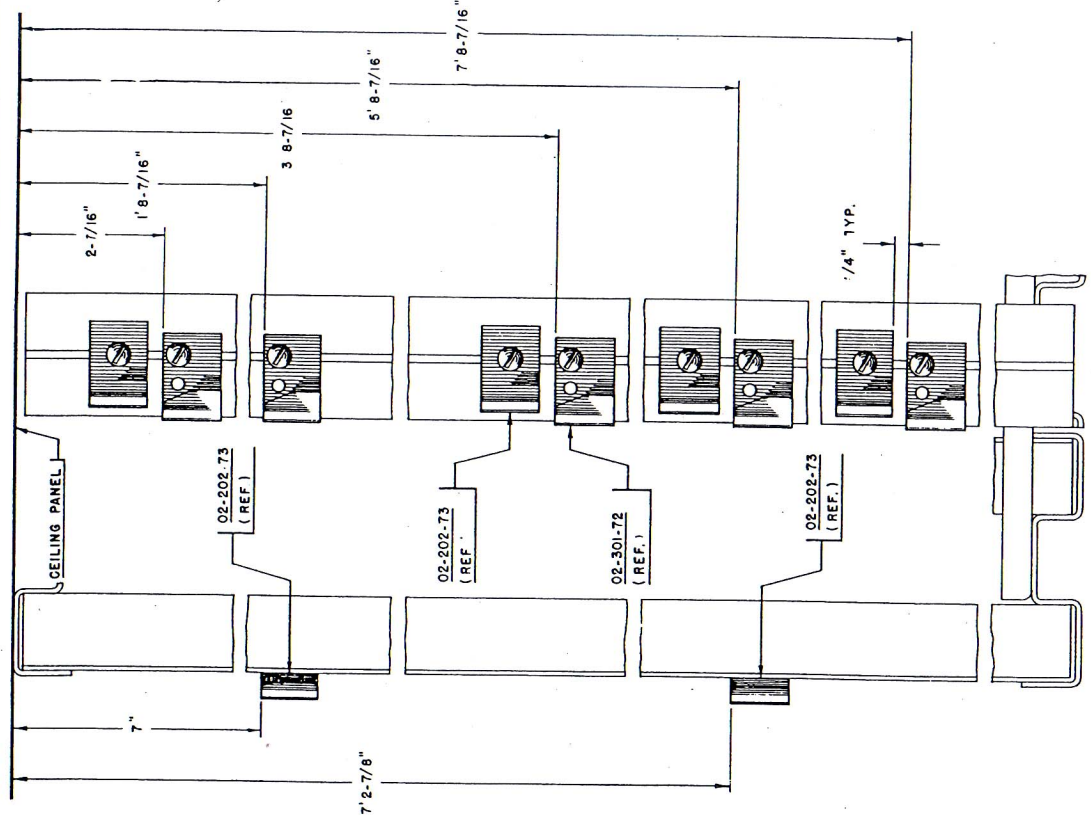 7' 8-7/16"
5' 8-7/16"
3 8-7/16"
1' 8-7/16"
2-7/16"
1/4" TYP.
CEILING PANEL
02-202-73
(REF.)
02-202-73
(REF.
02-301-72
(REF.)
02-202-73
(REF.)
7"
7' 2-7/8"